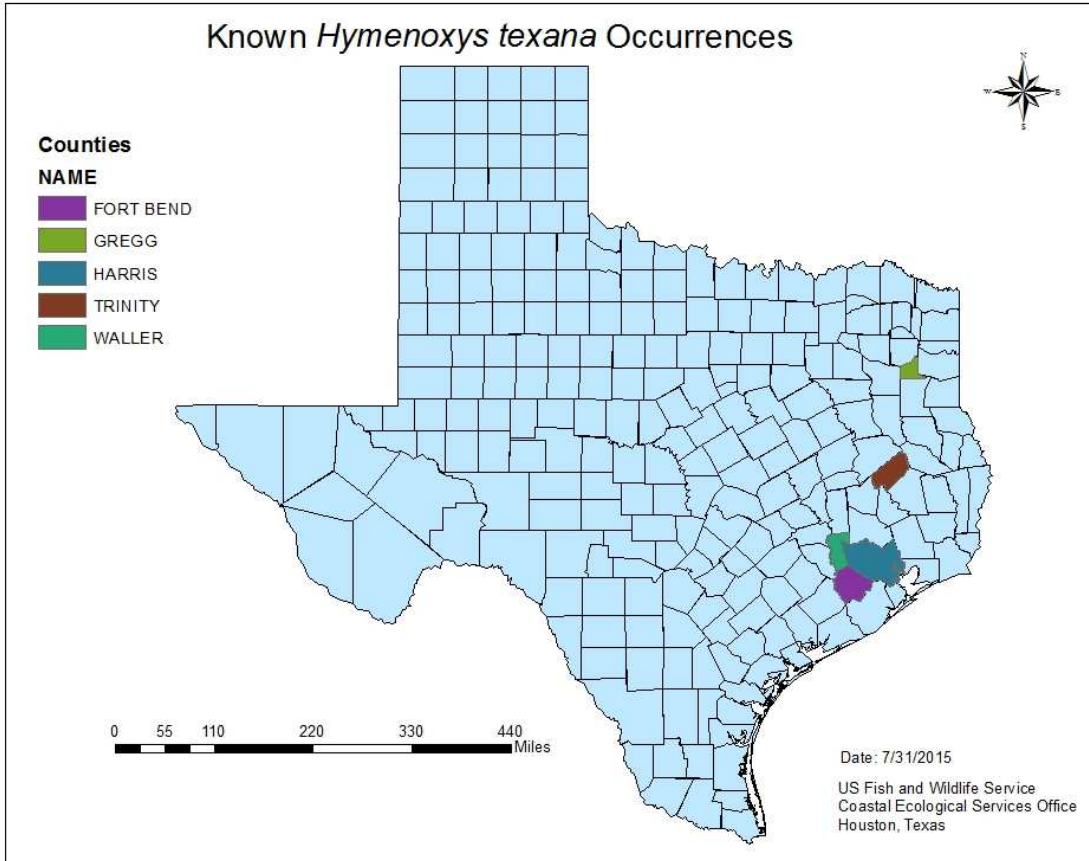 Known Hymenoxys texana Occurrences
N
W E
S
Counties
NAME
FORT BEND
GREGG
HARRIS
TRINITY
WALLER
0 55 110 220 330 440
Miles
Date: 7/31/2015
US Fish and Wildlife Service
Coastal Ecological Services Office
Houston, Texas